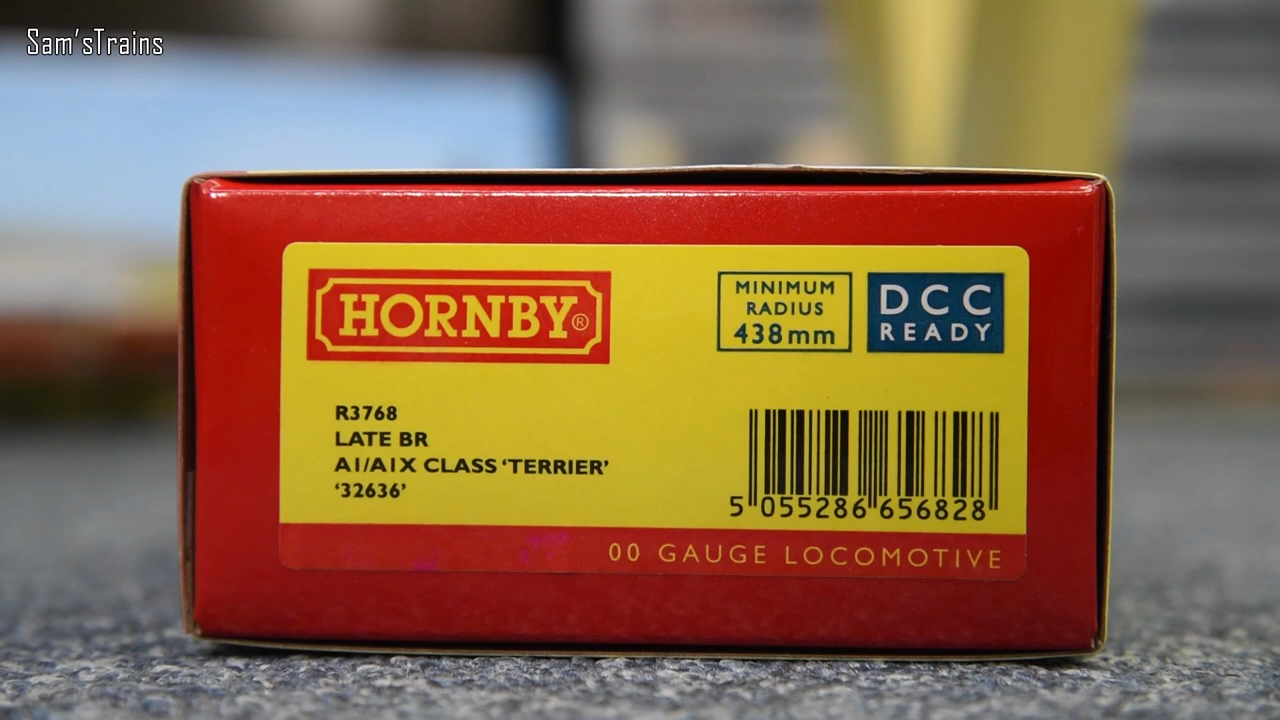 Sam'sTrains
HORNBY®
MINIMUM
RADIUS
438mm
DCC
READY
R3768
LATE BR
A1/A1X CLASS 'TERRIER'
'32636'
5 055286 656828
00 GAUGE LOCOMOTIVE